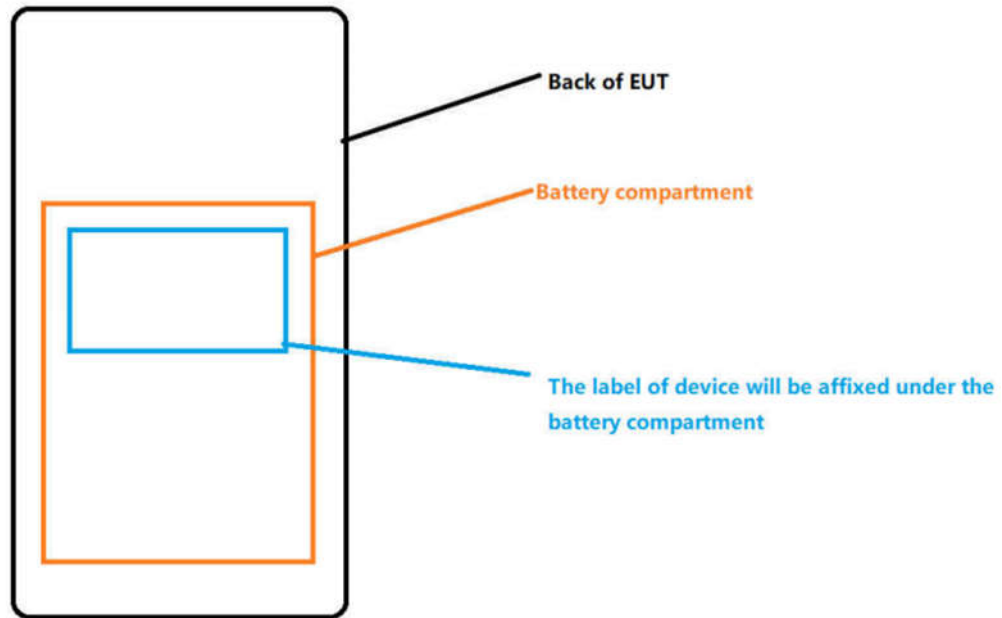 Back of EUT
Battery compartment
The label of device will be affixed under the
battery compartment